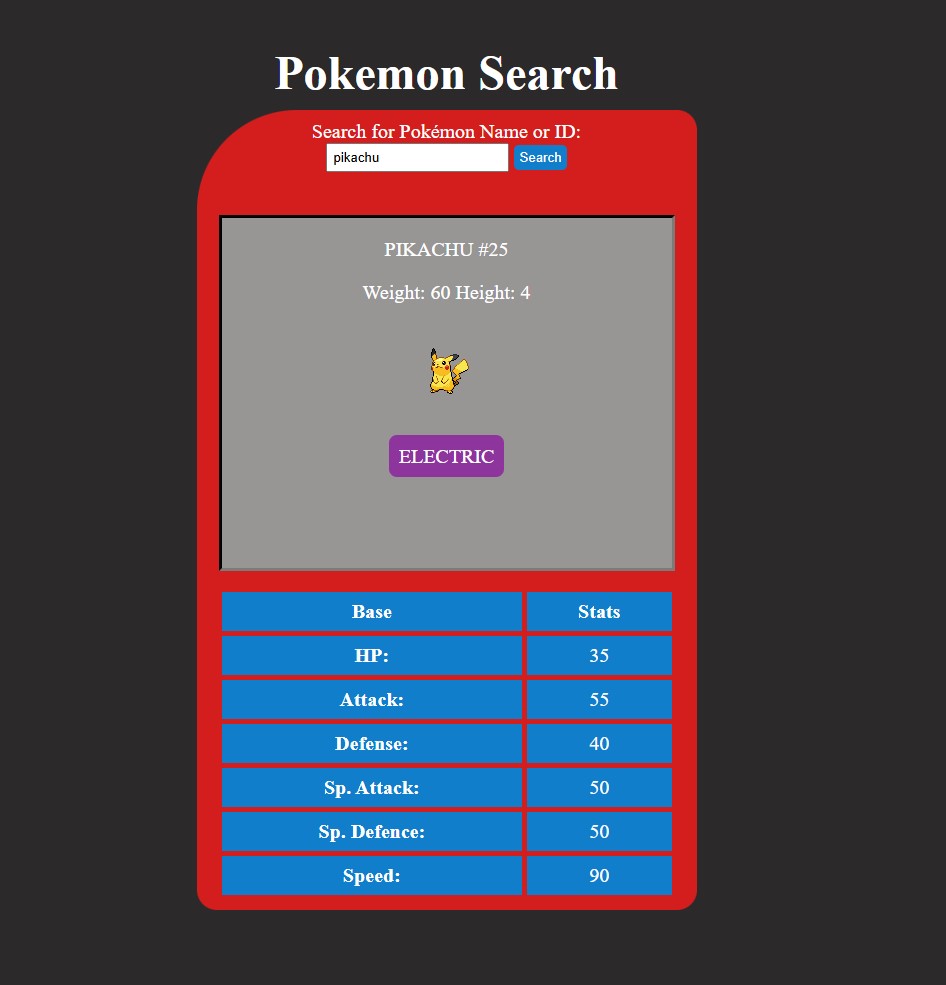 Pokemon Search
Search for Pokémon Name or ID:
pikachu Search
PIKACHU #25
Weight: 60 Height: 4
ELECTRIC
Base Stats
HP: 35
Attack: 55
Defense: 40
Sp. Attack: 50
Sp. Defence: 50
Speed: 90